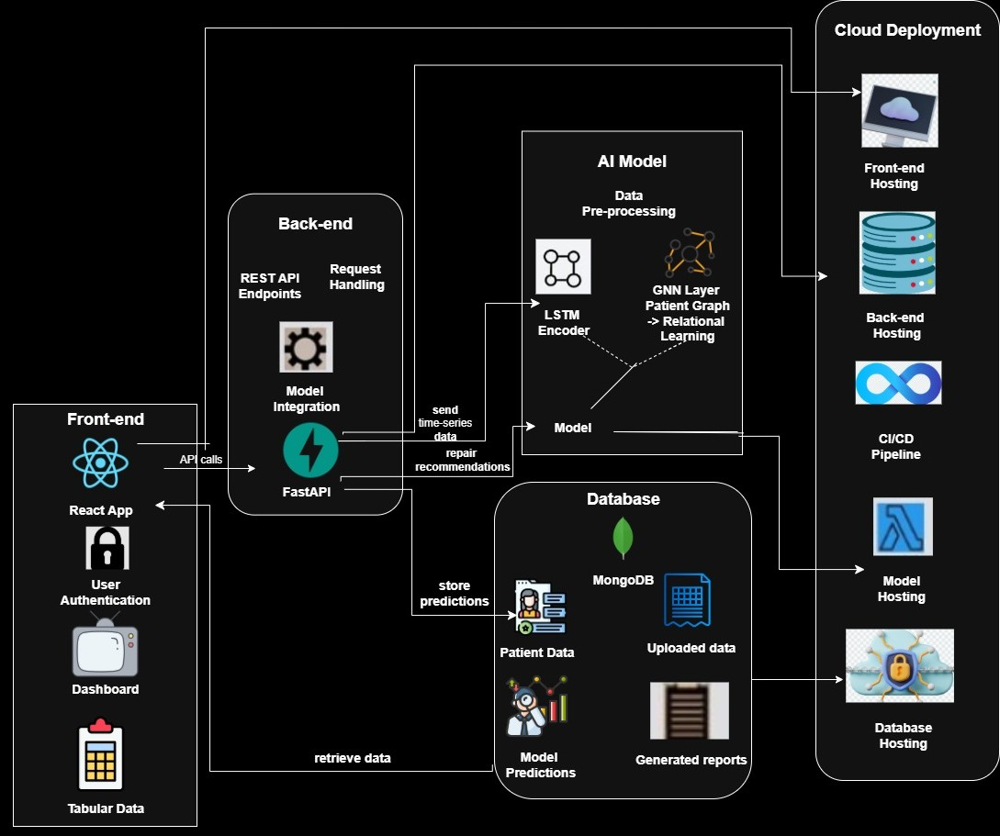 Cloud Deployment
Front-end
Hosting
Back-end
Hosting
CI/CD
Pipeline
Model
Hosting
Database
Hosting
AI Model
Data
Pre-processing
LSTM
Encoder
GNN Layer
Patient Graph
-> Relational
Learning
Model
Back-end
REST API
Endpoints
Request
Handling
Model
Integration
FastAPI
send
time-series
data
repair
recommendations
Front-end
API calls
React App
User
Authentication
Dashboard
Tabular Data
Database
MongoDB
store
predictions
Patient Data
Uploaded data
Model
Predictions
Generated reports
retrieve data